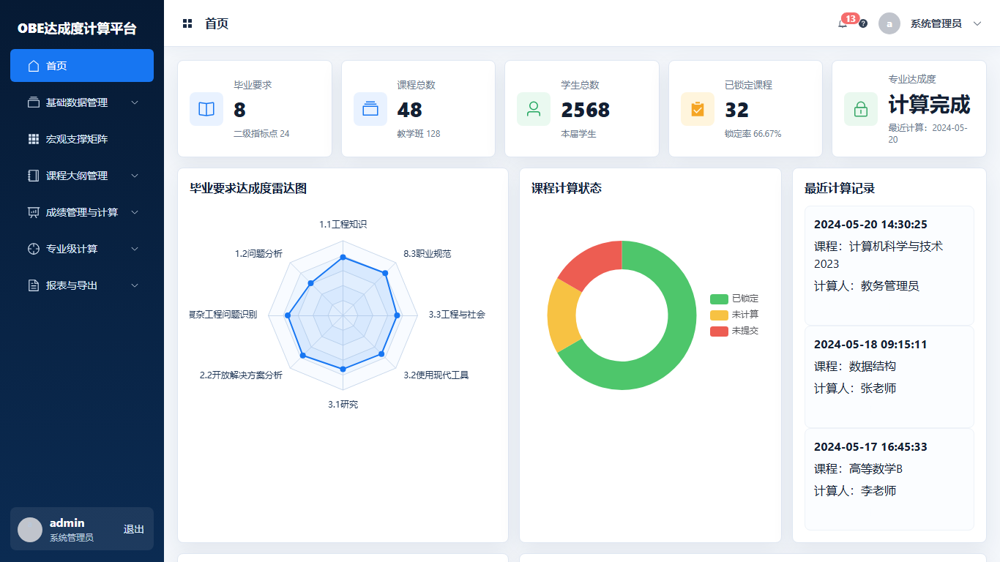 OBE达成度计算平台
首页
基础数据管理
宏观支撑矩阵
课程大纲管理
成绩管理与计算
专业级计算
报表与导出
admin
系统管理员
退出
首页
13
?
a
系统管理员
毕业要求
8
二级指标点 24
课程总数
48
教学班 128
学生总数
2568
本届学生
已锁定课程
32
锁定率 66.67%
专业达成度
计算完成
最近计算：2024-05-
20
毕业要求达成度雷达图
1.1工程知识
1.2问题分析
8.3职业规范
复杂工程问题识别
3.3工程与社会
2.2开放解决方案分析
3.2使用现代工具
3.1研究
课程计算状态
已锁定
未计算
未提交
最近计算记录
2024-05-20 14:30:25
课程：计算机科学与技术
2023
计算人：教务管理员
2024-05-18 09:15:11
课程：数据结构
计算人：张老师
2024-05-17 16:45:33
课程：高等数学B
计算人：李老师